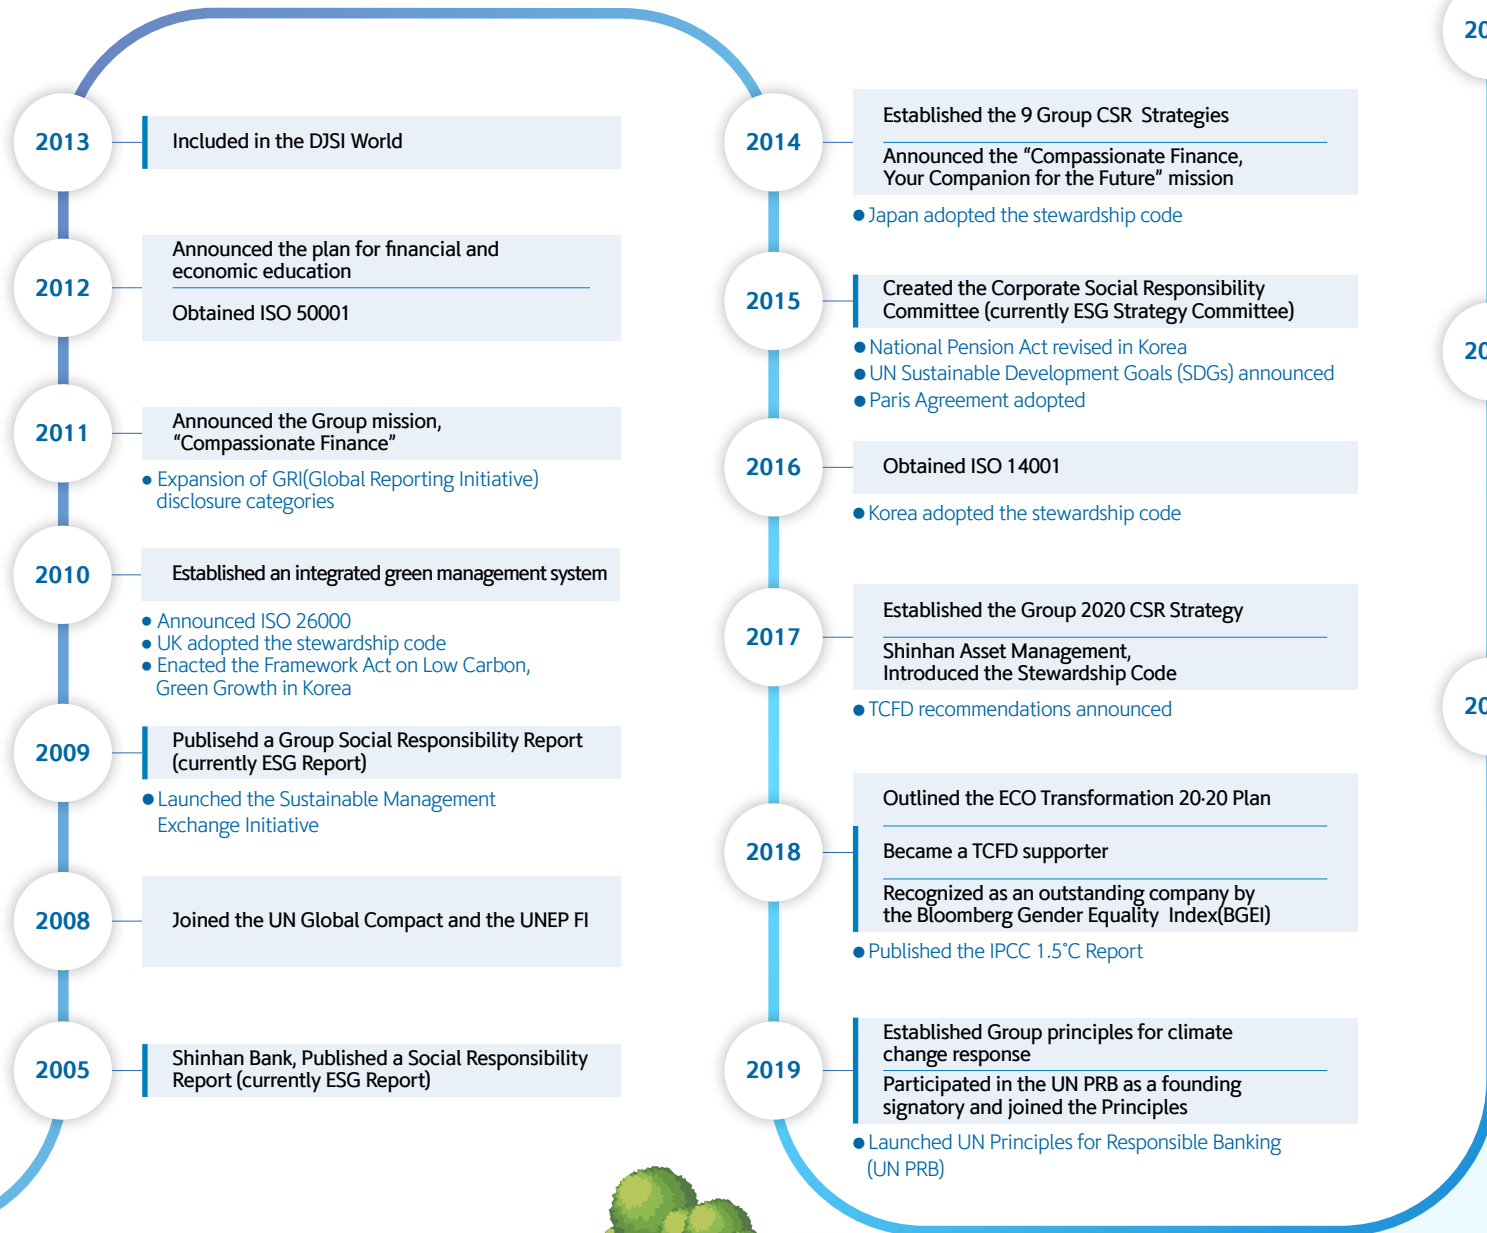 2013
Included in the DJSI World
2012
Announced the plan for financial and
economic education
Obtained ISO 50001
2011
Announced the Group mission,
“Compassionate Finance”
● Expansion of GRI(Global Reporting Initiative)
disclosure categories
2010
Established an integrated green management system
● Announced ISO 26000
● UK adopted the stewardship code
● Enacted the Framework Act on Low Carbon,
Green Growth in Korea
2009
Publisehd a Group Social Responsibility Report
(currently ESG Report)
● Launched the Sustainable Management
Exchange Initiative
2008
Joined the UN Global Compact and the UNEP FI
2005
Shinhan Bank, Published a Social Responsibility
Report (currently ESG Report)
2014
Established the 9 Group CSR Strategies
Announced the “Compassionate Finance,
Your Companion for the Future” mission
● Japan adopted the stewardship code
2015
Created the Corporate Social Responsibility
Committee (currently ESG Strategy Committee)
● National Pension Act revised in Korea
● UN Sustainable Development Goals (SDGs) announced
● Paris Agreement adopted
2016
Obtained ISO 14001
● Korea adopted the stewardship code
2017
Established the Group 2020 CSR Strategy
Shinhan Asset Management,
Introduced the Stewardship Code
● TCFD recommendations announced
2018
Outlined the ECO Transformation 20·20 Plan
Became a TCFD supporter
Recognized as an outstanding company by
the Bloomberg Gender Equality Index(BGEI)
● Published the IPCC 1.5˚C Report
2019
Established Group principles for climate
change response
Participated in the UN PRB as a founding
signatory and joined the Principles
● Launched UN Principles for Responsible Banking
(UN PRB)